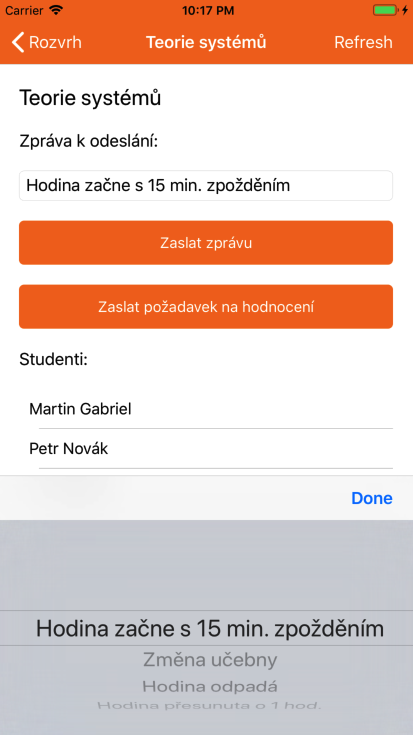 Carrier 10:17 PM
Rozvrh Teorie systémů Refresh
Teorie systémů
Zpráva k odeslání:
Hodina začne s 15 min. zpožděním
Zaslat zprávu
Zaslat požadavek na hodnocení
Studenti:
Martin Gabriel
Petr Novák
Done
Hodina začne s 15 min. zpožděním
Změna učebny
Hodina odpadá
Hodina přesunuta o 1 hod.